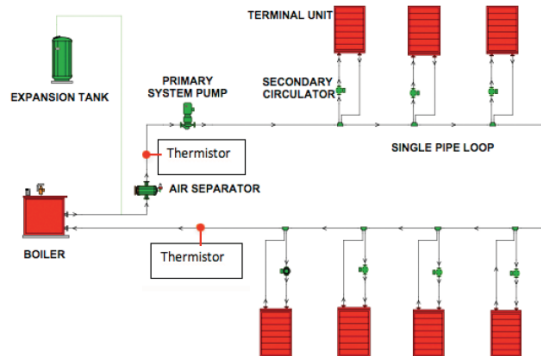 TERMINAL UNIT
EXPANSION TANK
PRIMARY
SYSTEM PUMP
SECONDARY
CIRCULATOR
Thermistor
SINGLE PIPE LOOP
AIR SEPARATOR
BOILER
Thermistor